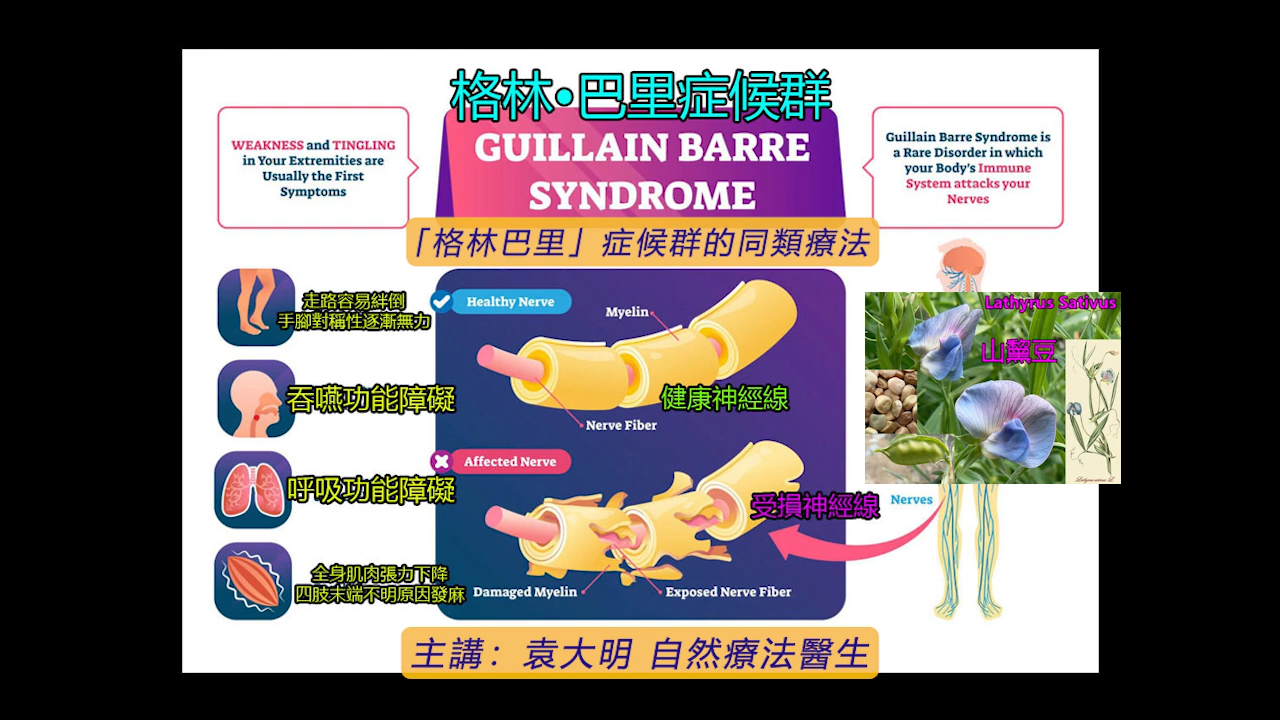 格林•巴里症候群
GUILLAIN BARRE
SYNDROME
「格林巴里」症候群的同類療法
WEAKNESS and TINGLING
in Your Extremities are
Usually the First
Symptoms
Guillain Barre Syndrome is
a Rare Disorder in which
your Body's Immune
System attacks your
Nerves
走路容易絆倒
手腳對稱性逐漸無力
吞嚥功能障礙
呼吸功能障礙
全身肌肉張力下降
四肢末端不明原因發麻
Healthy Nerve
Myelin
健康神經線
Nerve Fiber
Affected Nerve
受損神經線
Damaged Myelin
Exposed Nerve Fiber
Lathyrus Sativus
山黧豆
Nerves
主講：袁大明 自然療法醫生